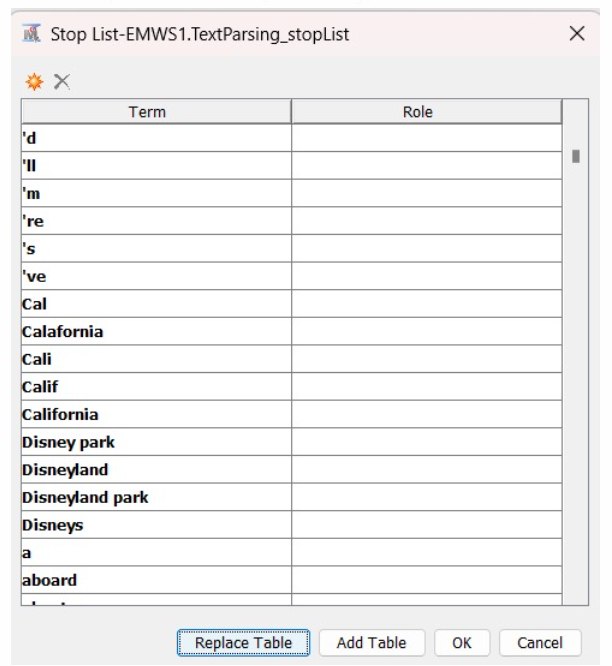 Stop List-EMWS1.TextParsing_stopList
Term Role
'd
'll
'm
're
's
've
Cal
Calafornia
Cali
Calif
California
Disney park
Disneyland
Disneyland park
Disneys
a
aboard
Replace Table Add Table OK Cancel